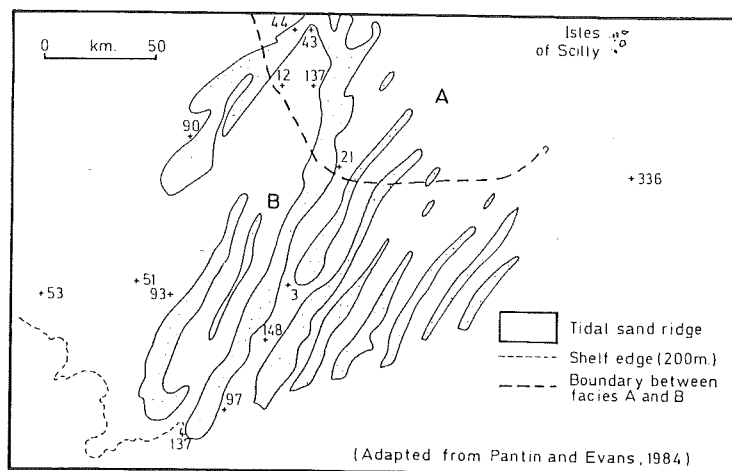 0 km. 50
44
43
Isles
of Scilly
12
137
A
90
21
336
B
51
53
93
3
148
97
137
Tidal sand ridge
Shelf edge (200m.)
Boundary between
facies A and B
(Adapted from Pantin and Evans, 1984)